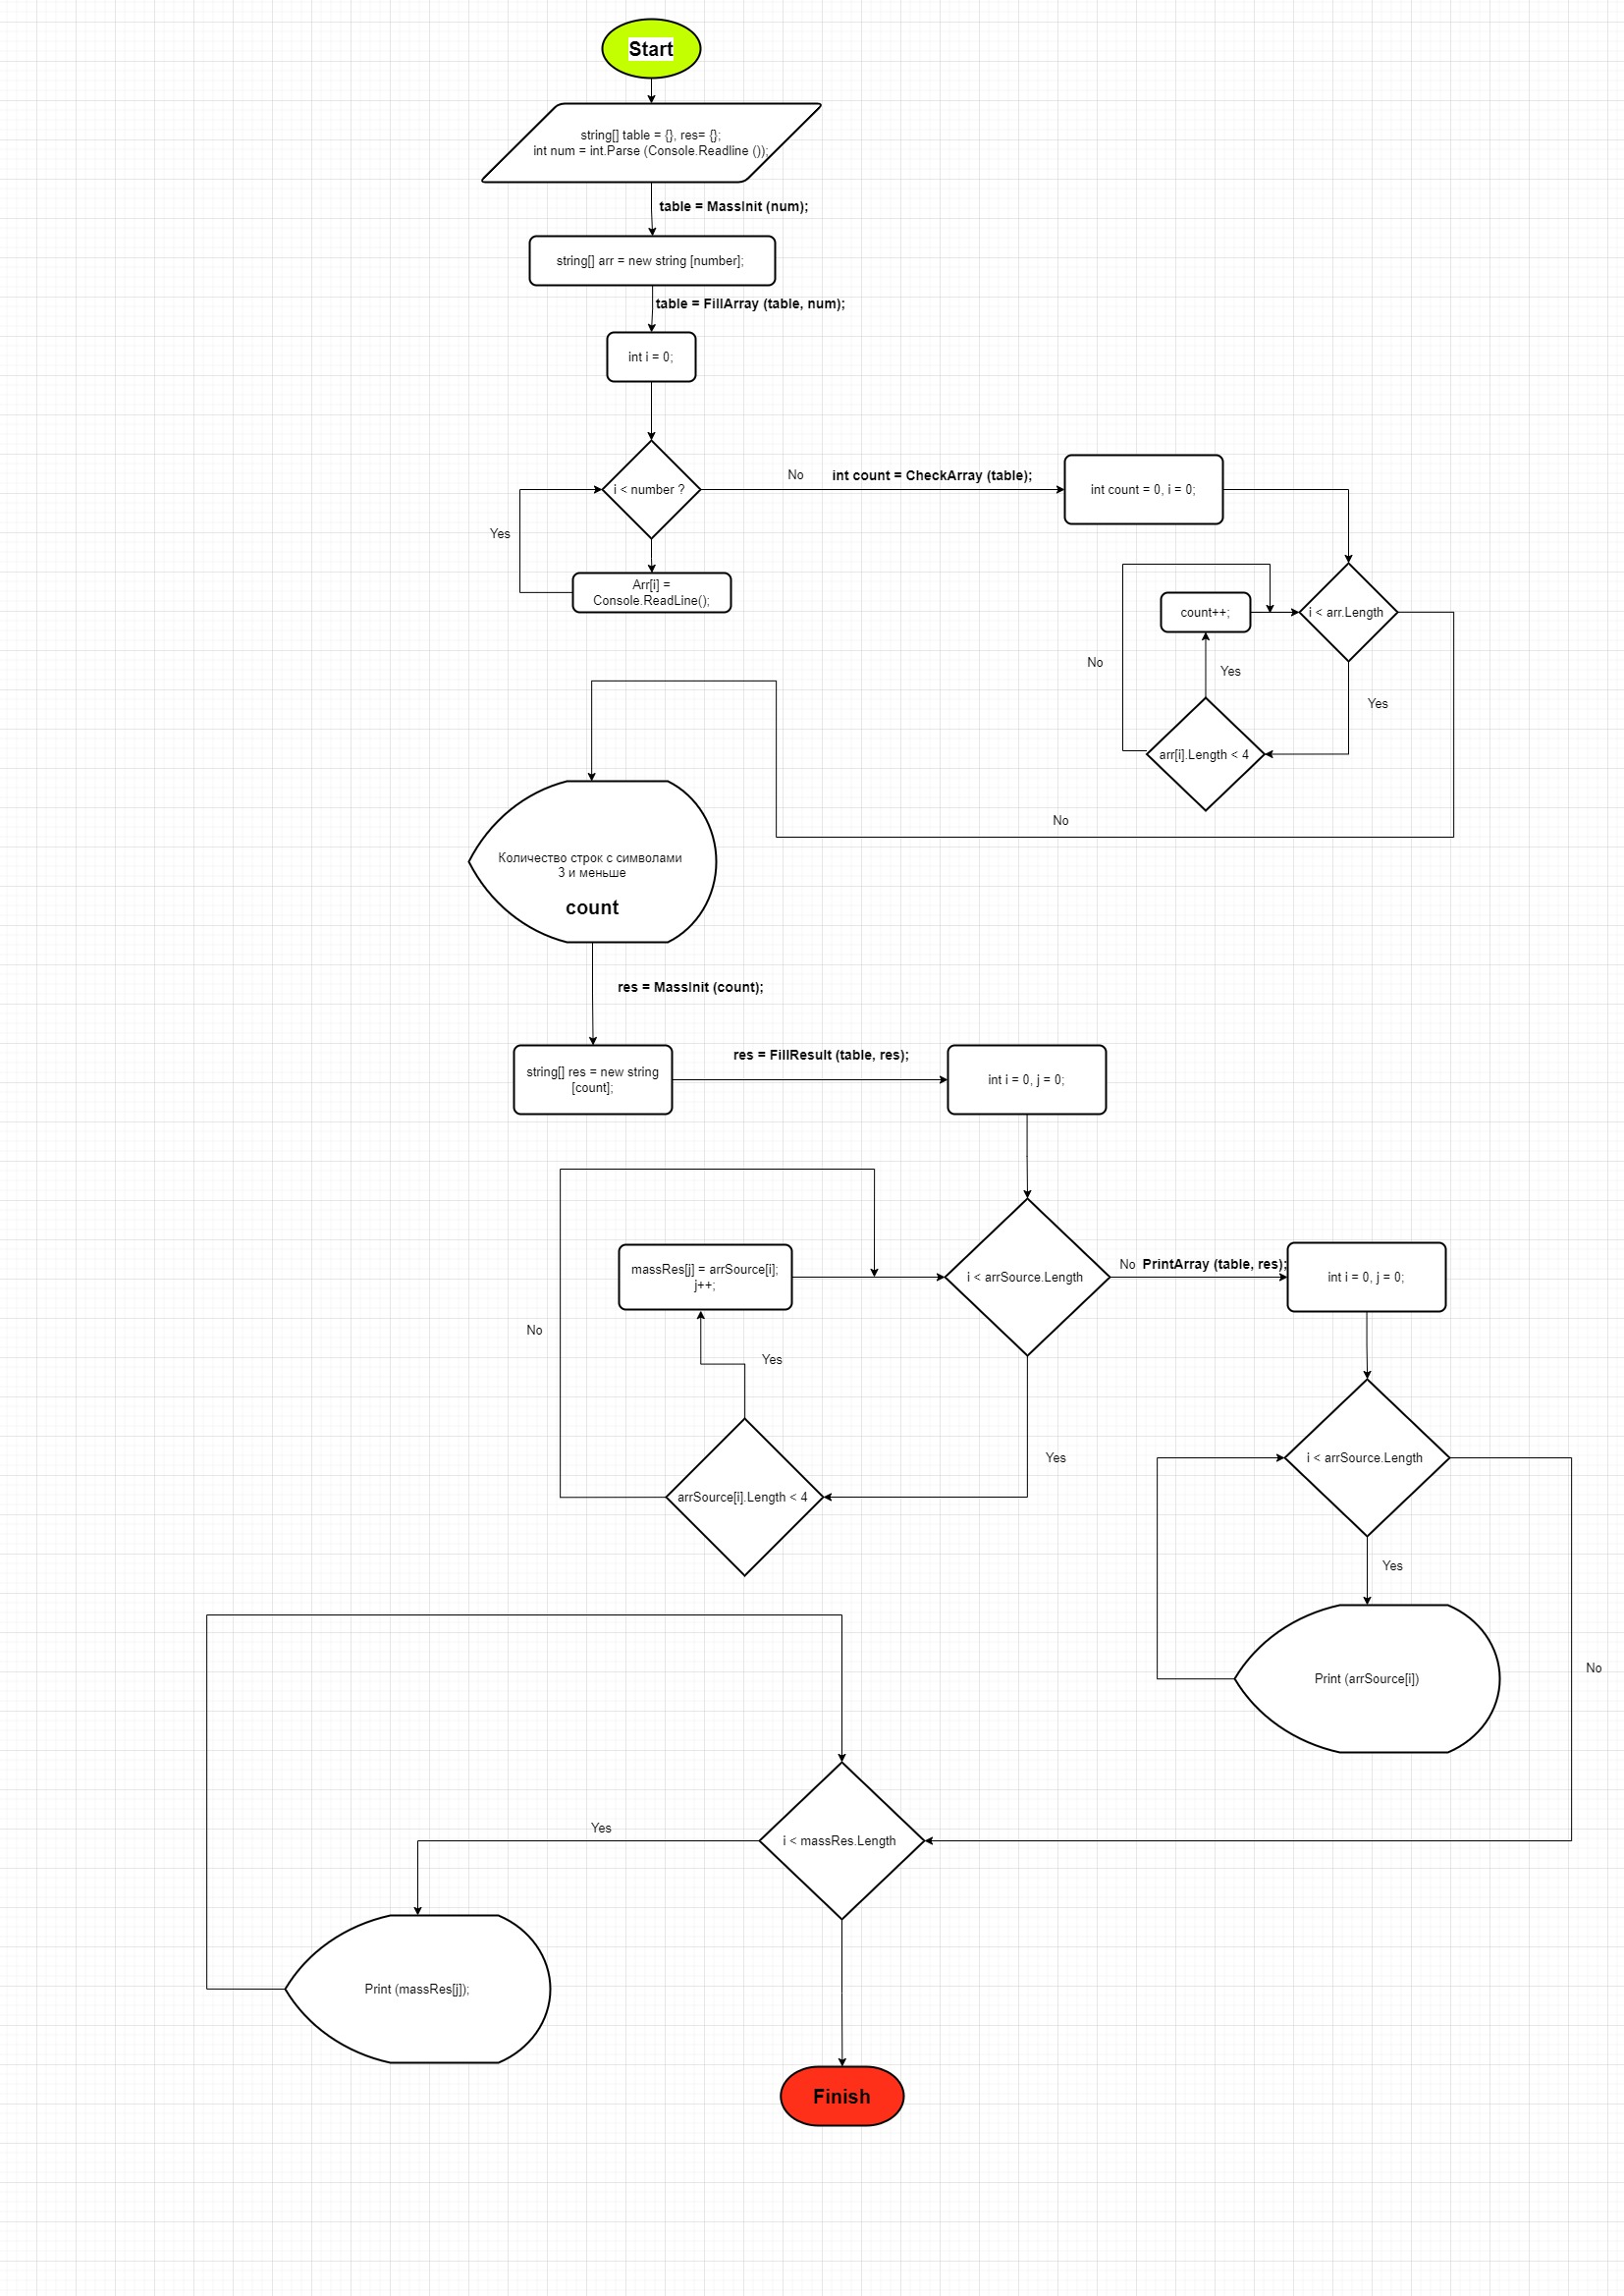 Start
string[] table = {}, res= {};
int num = int.Parse (Console.Readline ());
table = MassInit (num);
string[] arr = new string [number];
table = FillArray (table, num);
int i = 0;
i < number ?
No
int count = CheckArray (table);
int count = 0, i = 0;
Yes
Arr[i] =
Console.ReadLine();
count++;
i < arr.Length
No
Yes
Yes
arr[i].Length < 4
No
Количество строк с символами
3 и меньше
count
res = MassInit (count);
string[] res = new string
[count];
res = FillResult (table, res);
int i = 0, j = 0;
massRes[j] = arrSource[i];
j++;
i < arrSource.Length
No
PrintArray (table, res);
int i = 0, j = 0;
No
Yes
Yes
arrSource[i].Length < 4
i < arrSource.Length
Yes
Print (arrSource[i])
No
i < massRes.Length
Yes
Print (massRes[j]);
Finish